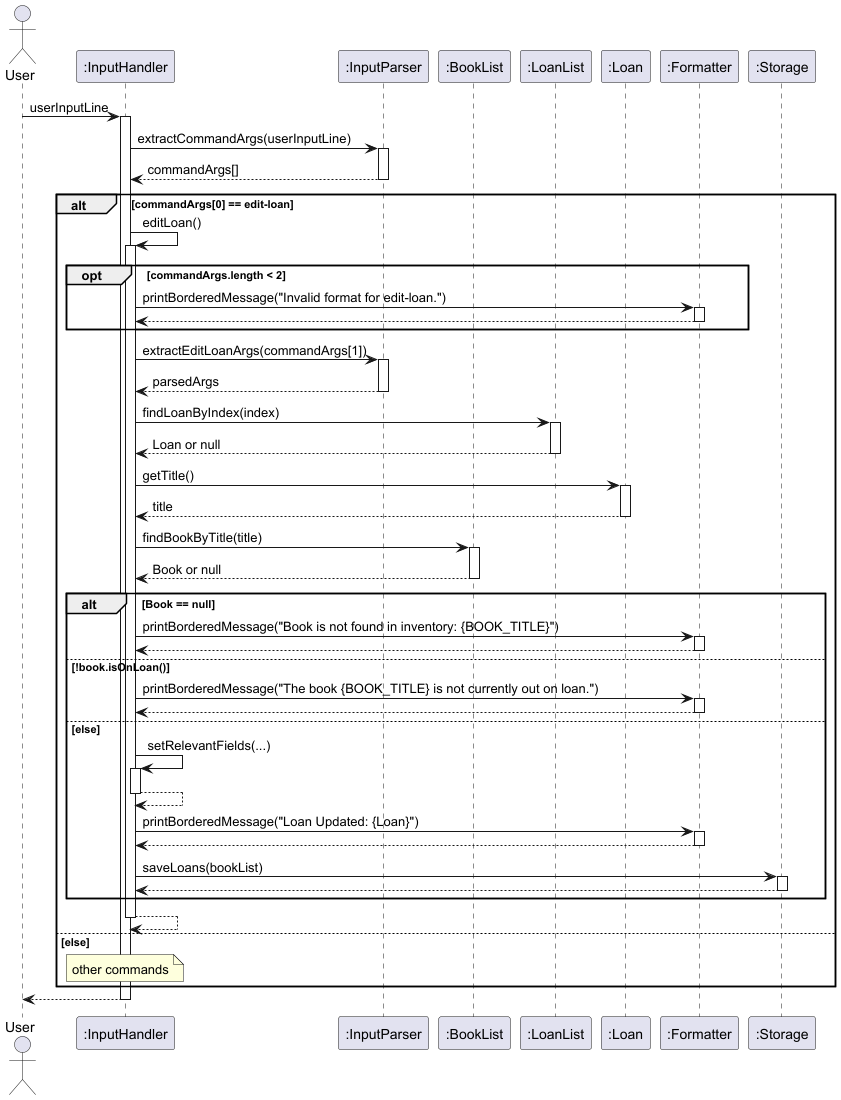 User
:InputHandler
:InputParser
:BookList
:LoanList
:Loan
:Formatter
:Storage
userInputLine
extractCommandArgs(userInputLine)
commandArgs[]
alt
[commandArgs[0] == edit-loan]
editLoan()
opt
[commandArgs.length < 2]
printBorderedMessage("Invalid format for edit-loan.")
extractEditLoanArgs(commandArgs[1])
parsedArgs
findLoanByIndex(index)
Loan or null
getTitle()
title
findBookByTitle(title)
Book or null
alt
[Book == null]
printBorderedMessage("Book is not found in inventory: {BOOK_TITLE}")
[!book.isOnLoan()]
printBorderedMessage("The book {BOOK_TITLE} is not currently out on loan.")
[else]
setRelevantFields(...)
printBorderedMessage("Loan Updated: {Loan}")
saveLoans(bookList)
[else]
other commands
User
:InputHandler
:InputParser
:BookList
:LoanList
:Loan
:Formatter
:Storage